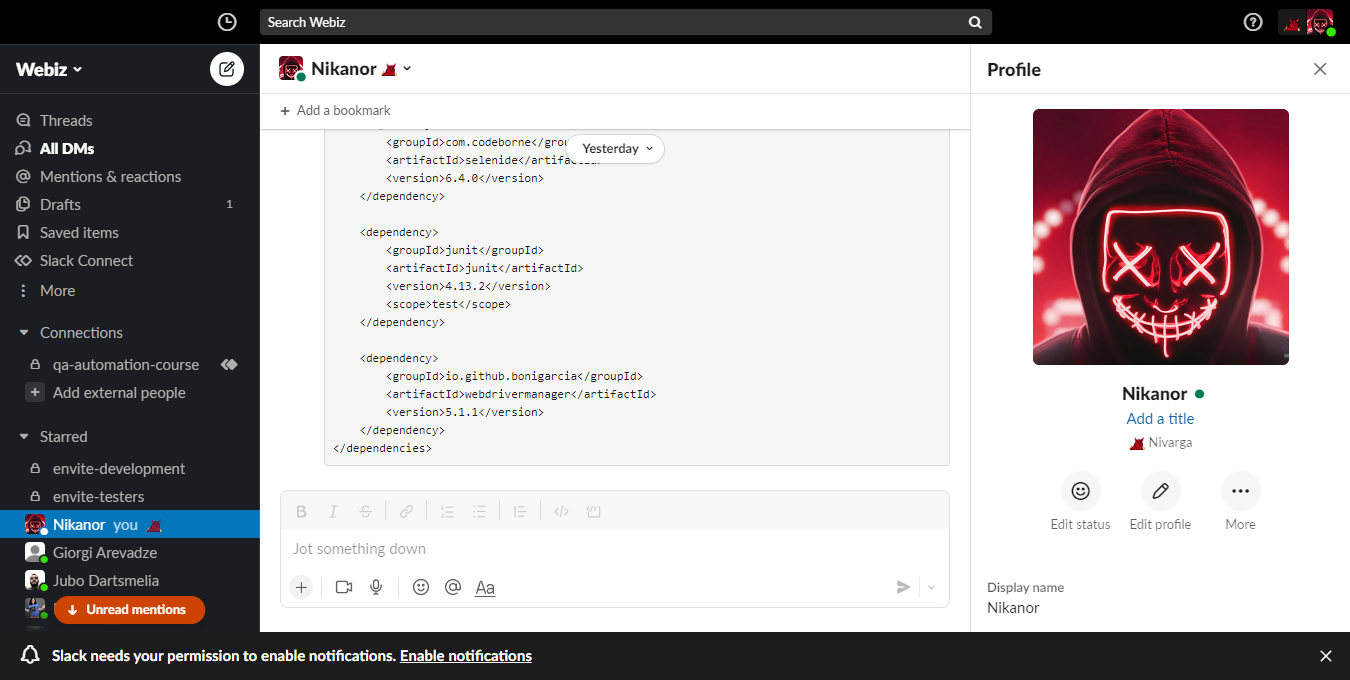 Search Webiz
Webiz
Threads
All DMs
Mentions & reactions
Drafts 1
Saved items
Slack Connect
More
Connections
qa-automation-course
Add external people
Starred
envite-development
envite-testers
Nikanor you
Giorgi Arevadze
Jubo Dartsmelia
Unread mentions
Nikanor
+ Add a bookmark
Yesterday
<groupId>com.codeborne</
<artifactId>selenide</
<version>6.4.0</version>
</dependency>
<dependency>
<groupId>junit</groupId>
<artifactId>junit</artifactId>
<version>4.13.2</version>
<scope>test</scope>
</dependency>
<dependency>
<groupId>io.github.bonigarcia</groupId>
<artifactId>webdrivermanager</artifactId>
<version>5.1.1</version>
</dependency>
</dependencies>
B I S
Jot something down
+ @ Aa
Profile
Nikanor
Add a title
Nivarga
Edit status Edit profile More
Display name
Nikanor
Slack needs your permission to enable notifications. Enable notifications